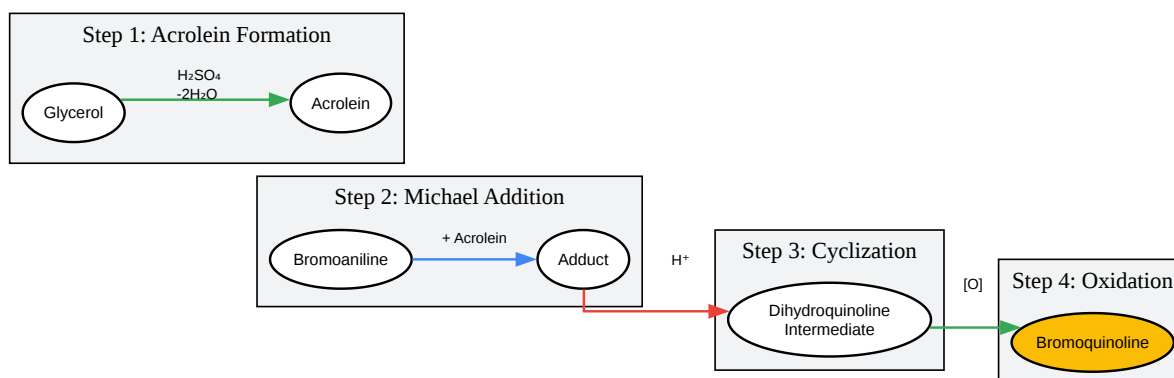 Step 1: Acrolein Formation
H₂SO₄
-2H₂O
Glycerol
Acrolein
Step 2: Michael Addition
+ Acrolein
Bromoaniline
Adduct
H⁺
Step 3: Cyclization
Dihydroquinoline
Intermediate
[O]
Step 4: Oxidation
Bromoquinoline